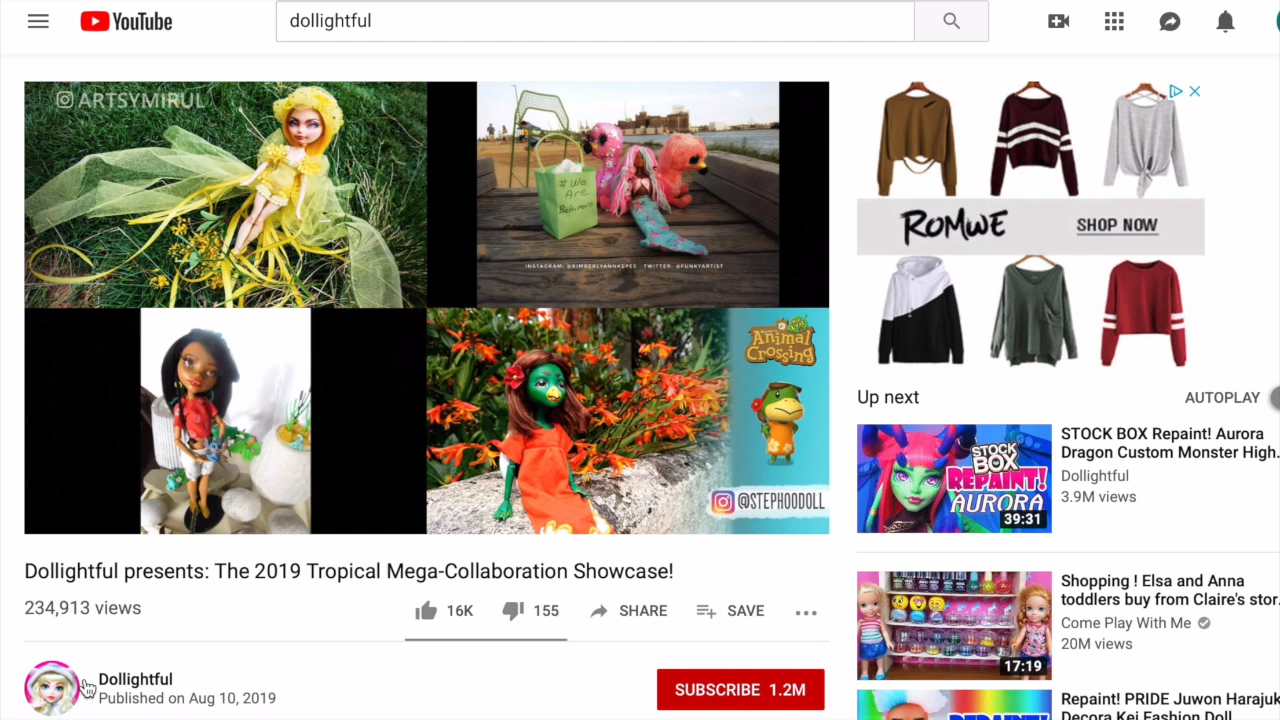 YouTube
dollightful
ARTSYMIRUL
# We
Are
Baltimore
INSTAGRAM: @KIMBERLYANNKEYES TWITTER: @FUNKYARTIST
Animal
Crossing
@STEPHOODOLL
ROMWE
SHOP NOW
Up next
AUTOPLAY
STOCK
BOX
REPAINT!
AURORA
39:31
STOCK BOX Repaint! Aurora
Dragon Custom Monster High
Dollightful
3.9M views
Dollightful presents: The 2019 Tropical Mega-Collaboration Showcase!
234,913 views
16K
155
SHARE
SAVE
17:19
Shopping ! Elsa and Anna
toddlers buy from Claire's stor
Come Play With Me
20M views
Dollightful
Published on Aug 10, 2019
SUBSCRIBE 1.2M
Repaint! PRIDE Juwon Harajuk
Decora Kei Fashion Doll